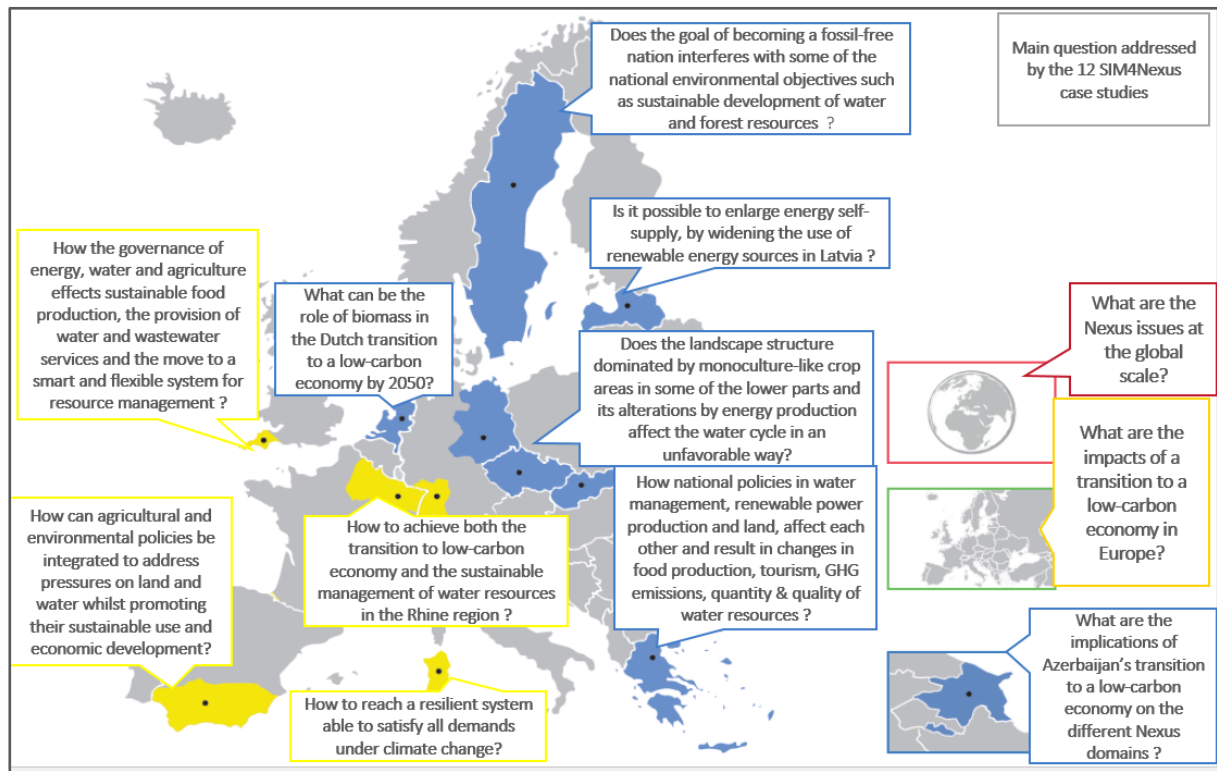 Does the goal of becoming a fossil-free
nation interferes with some of the
national environmental objectives such
as sustainable development of water
and forest resources ?
Main question addressed
by the 12 SIM4Nexus
case studies
Is it possible to enlarge energy self-
supply, by widening the use of
renewable energy sources in Latvia ?
How the governance of
energy, water and agriculture
effects sustainable food
production, the provision of
water and wastewater
services and the move to a
smart and flexible system for
resource management ?
What can be the
role of biomass in
the Dutch transition
to a low-carbon
economy by 2050?
Does the landscape structure
dominated by monoculture-like crop
areas in some of the lower parts and
its alterations by energy production
affect the water cycle in an
unfavorable way?
What are the
Nexus issues at
the global
scale?
What are the
impacts of a
transition to a
low-carbon
economy in
Europe?
How national policies in water
management, renewable power
production and land, affect each
other and result in changes in
food production, tourism, GHG
emissions, quantity & quality of
water resources ?
How can agricultural and
environmental policies be
integrated to address
pressures on land and
water whilst promoting
their sustainable use and
economic development?
How to achieve both the
transition to low-carbon
economy and the sustainable
management of water resources
in the Rhine region ?
How to reach a resilient system
able to satisfy all demands
under climate change?
What are the
implications of
Azerbaijan's transition
to a low-carbon
economy on the
different Nexus
domains ?